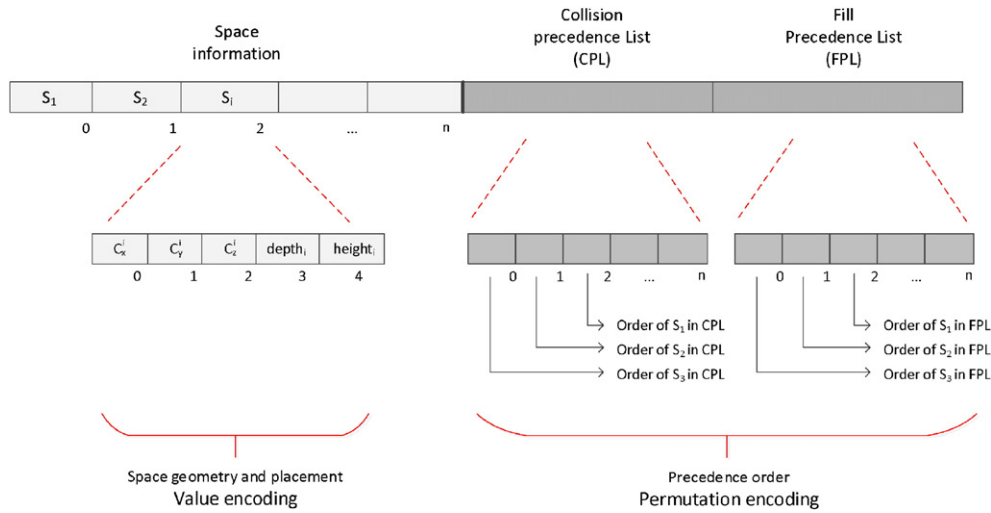 Space
information
Collision
precedence List
(CPL)
Fill
Precedence List
(FPL)
S₁ S₂ Sᵢ
0 1 2 ... n
Cₓⁱ Cᵧⁱ C_zⁱ depthᵢ heightᵢ
0 1 2 3 4
0 1 2 ... n
0 1 2 ... n
Order of S₁ in CPL
Order of S₂ in CPL
Order of S₃ in CPL
Order of S₁ in FPL
Order of S₂ in FPL
Order of S₃ in FPL
Space geometry and placement
Value encoding
Precedence order
Permutation encoding